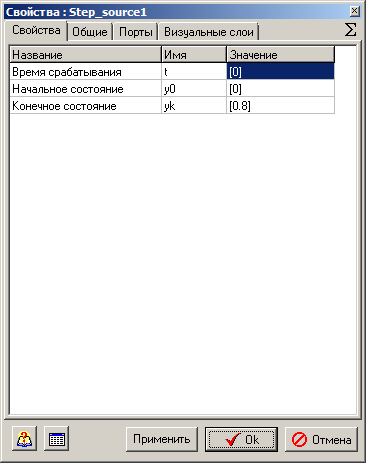 Свойства : Step_source1
Свойства Общие Порты Визуальные слои Σ
Название Имя Значение
Время срабатывания t [0]
Начальное состояние y0 [0]
Конечное состояние yk [0.8]
Применить Ok Отмена